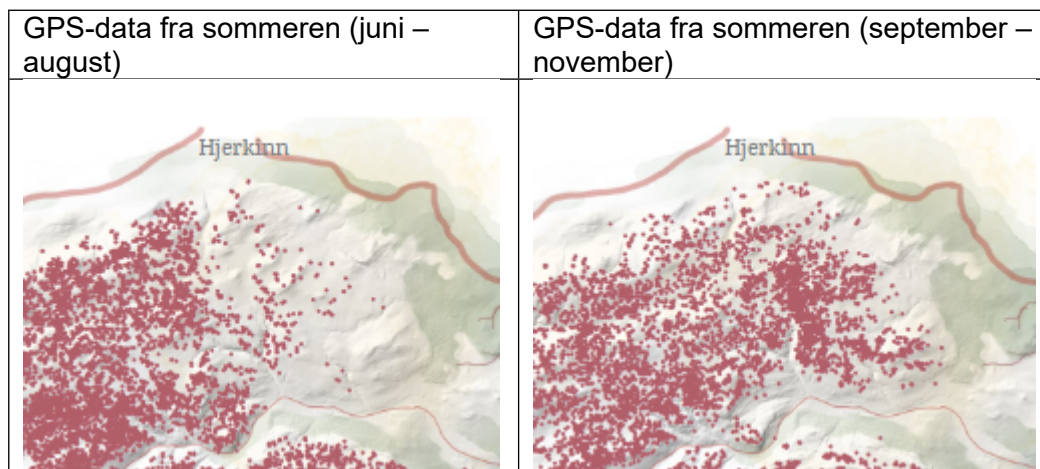 GPS-data fra sommeren (juni –
august)
GPS-data fra sommeren (september –
november)
Hjerkinn
Hjerkinn